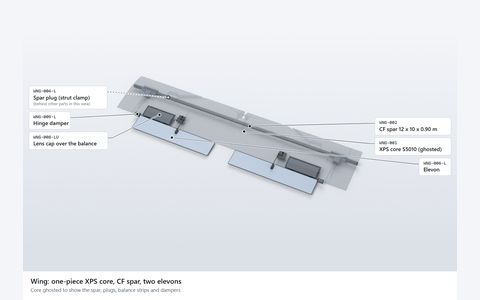 WNG-004-L
Spar plug (strut clamp)
(behind other parts in this view)
WNG-009-L
Hinge damper
WNG-008-LU
Lens cap over the balance
WNG-002
CF spar 12 x 10 x 0.90 m
WNG-001
XPS core S5010 (ghosted)
WNG-006-L
Elevon
Wing: one-piece XPS core, CF spar, two elevons
Core ghosted to show the spar, plugs, balance strips and dampers